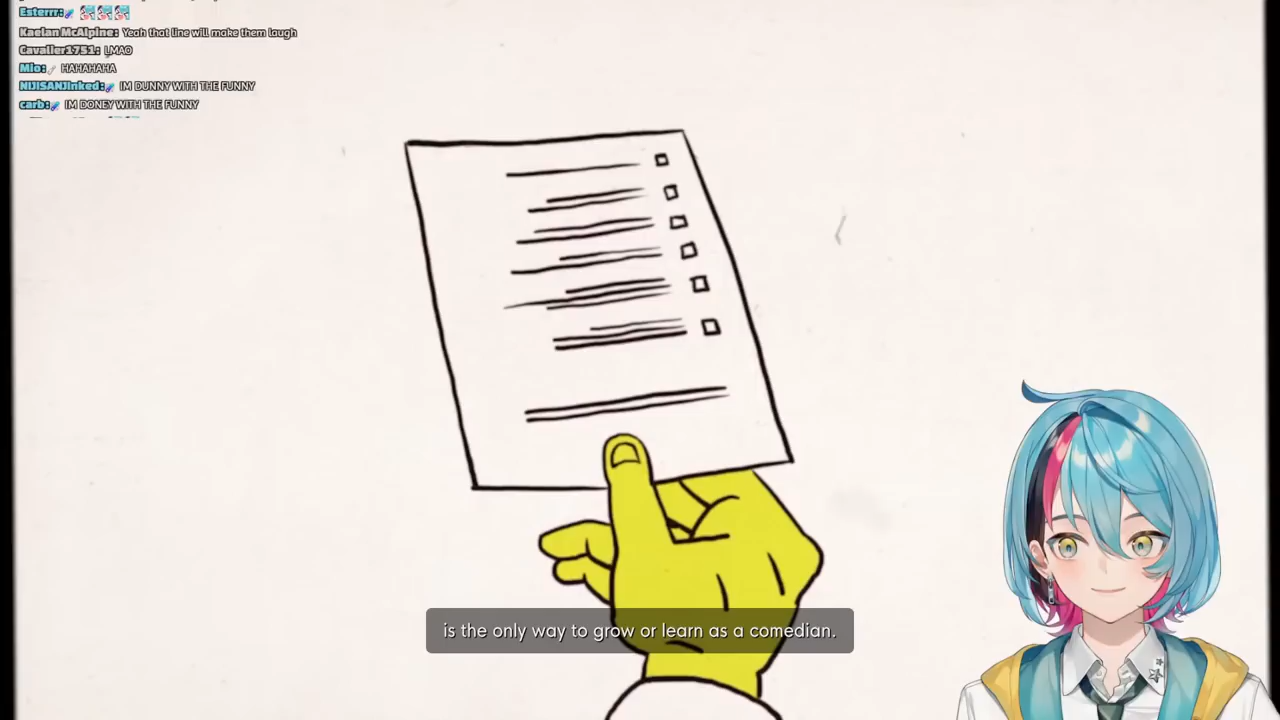 Esterrr:
Kaelan McAlpine: Yeah that line will make them laugh
Cavalier1751: LMAO
Mio: HAHAHAHA
NIJISANJInked: IM DUNNY WITH THE FUNNY
carb: IM DONEY WITH THE FUNNY
is the only way to grow or learn as a comedian.